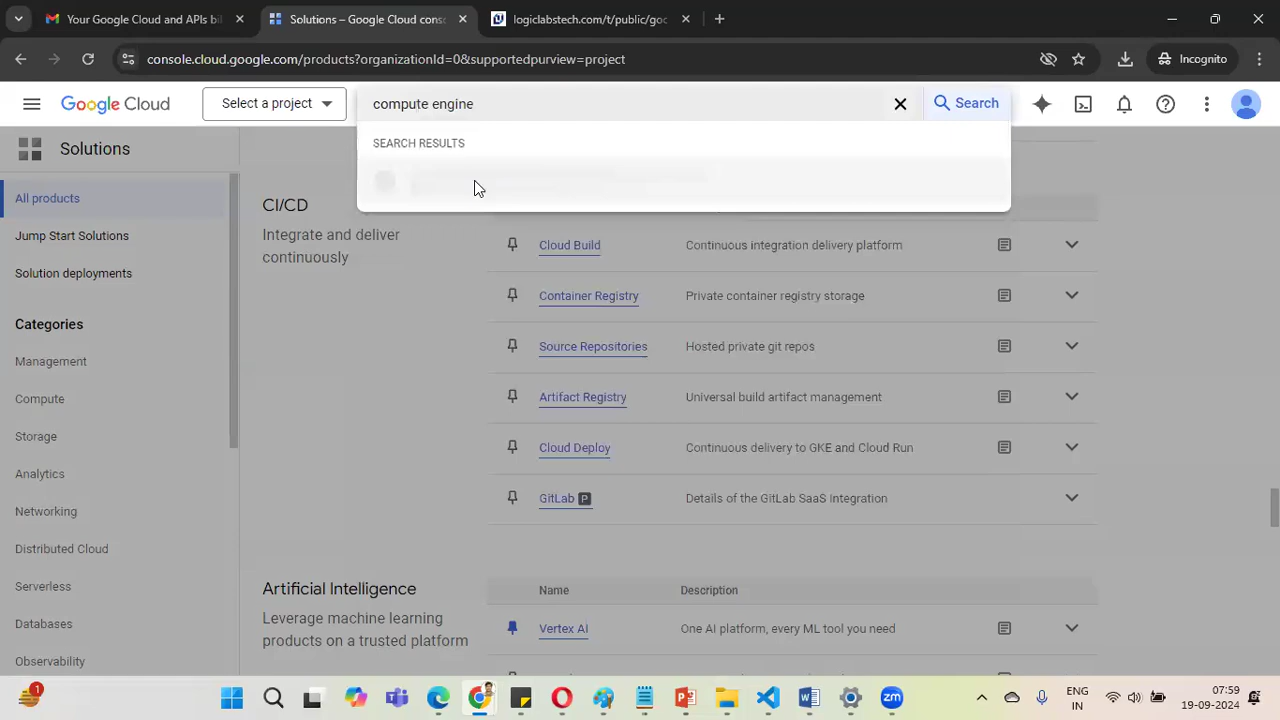 Your Google Cloud and APIs bil
Solutions – Google Cloud cons
logiclabstech.com/t/public/goo
console.cloud.google.com/products?organizationId=0&supportedpurview=project
Incognito
Google Cloud
Select a project
compute engine
Search
SEARCH RESULTS
Solutions
All products
Jump Start Solutions
Solution deployments
Categories
Management
Compute
Storage
Analytics
Networking
Distributed Cloud
Serverless
Databases
Observability
CI/CD
Integrate and deliver
continuously
Cloud Build Continuous integration delivery platform
Container Registry Private container registry storage
Source Repositories Hosted private git repos
Artifact Registry Universal build artifact management
Cloud Deploy Continuous delivery to GKE and Cloud Run
GitLab P Details of the GitLab SaaS integration
Artificial Intelligence
Leverage machine learning
products on a trusted platform
Name Description
Vertex AI One AI platform, every ML tool you need
1
zm
ENG
IN
07:59
19-09-2024